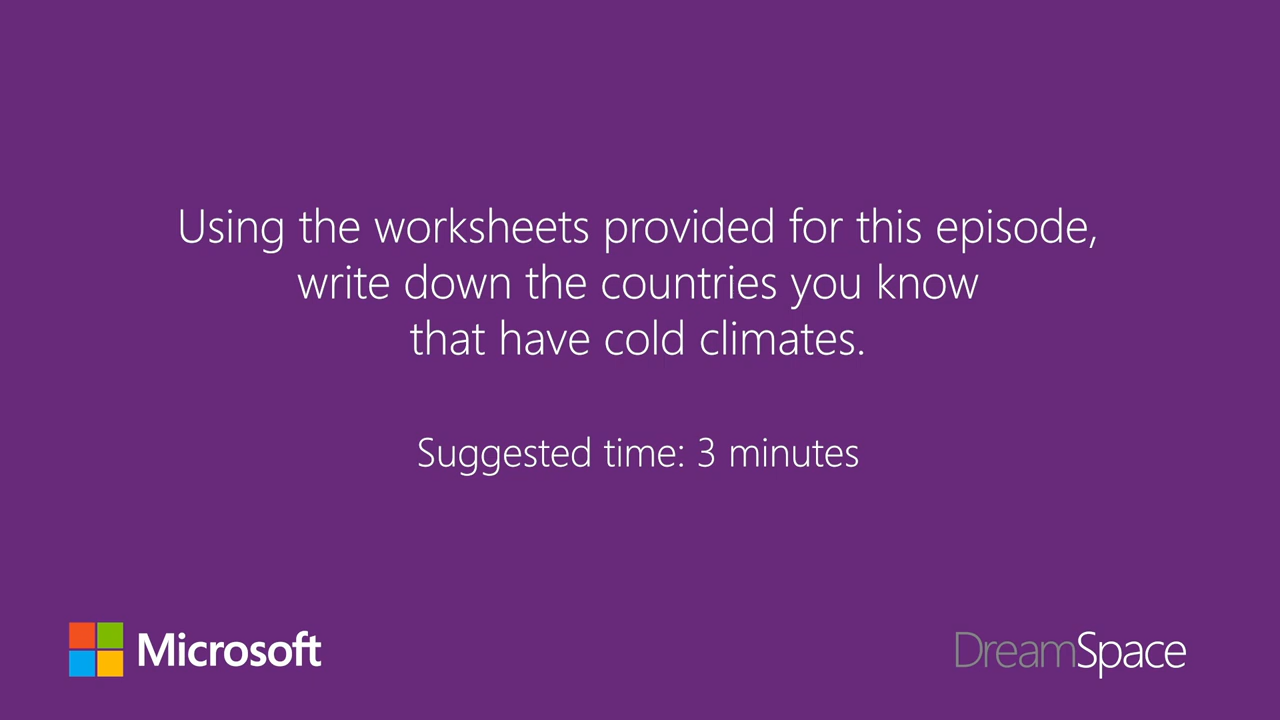 Using the worksheets provided for this episode,
write down the countries you know
that have cold climates.
Suggested time: 3 minutes
Microsoft
DreamSpace